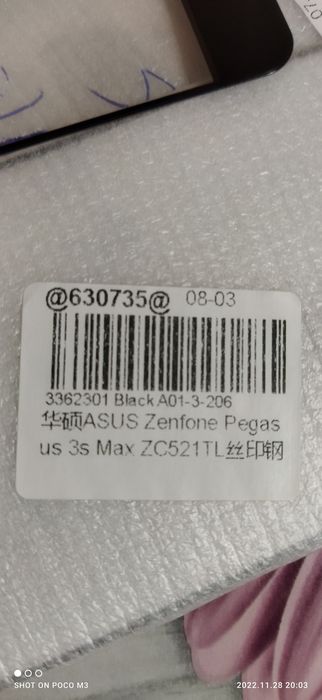 @630735@ 08-03
3362301 Black A01-3-206
华硕ASUS Zenfone Pegas
us 3s Max ZC521TL丝印钢
SHOT ON POCO M3
2022.11.28 20:03